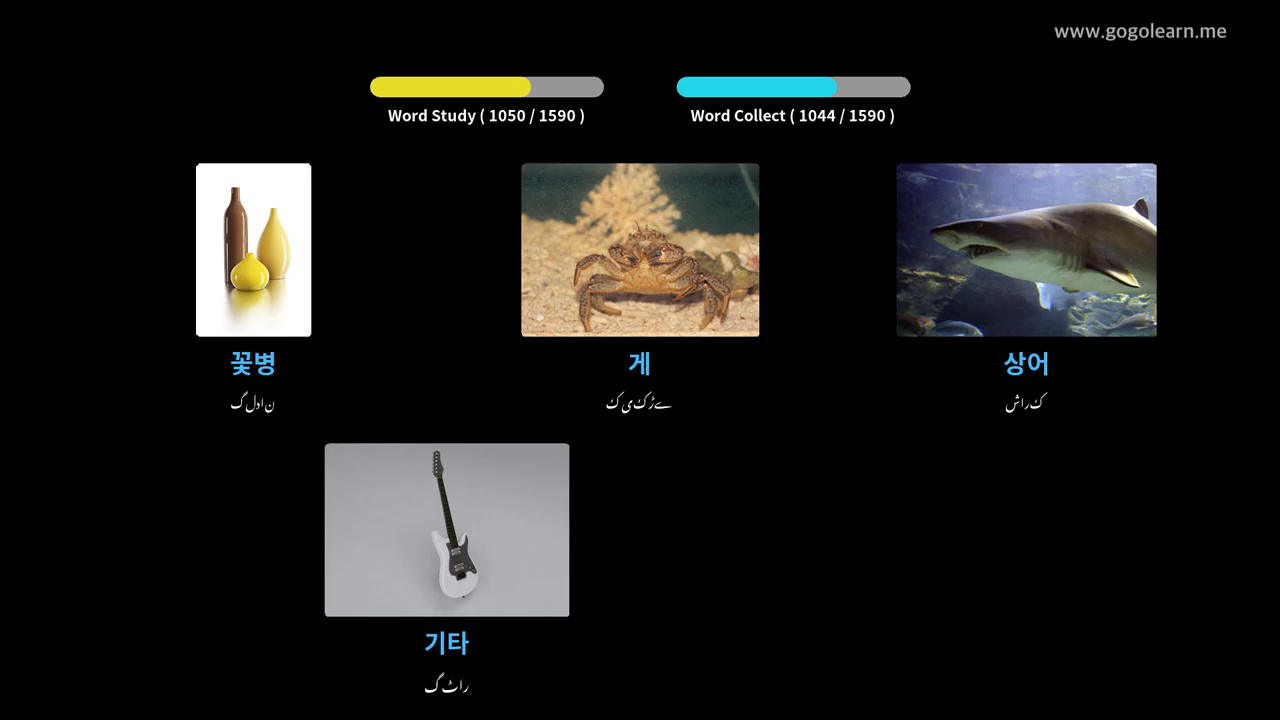 www.gogolearn.me
Word Study ( 1050 / 1590 )
Word Collect ( 1044 / 1590 )
꽃병
گلدان
게
کیکڑے
상어
شارک
기타
گٹار